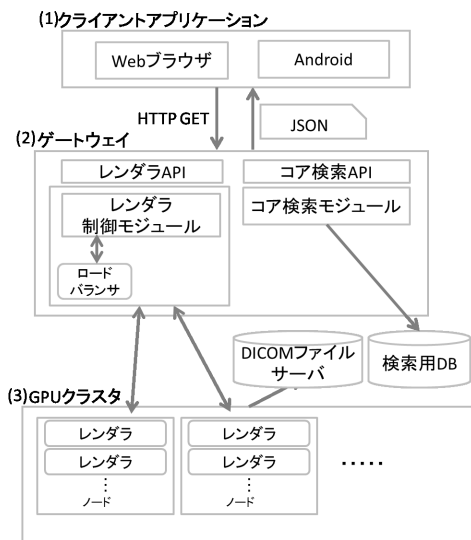 (1)クライアントアプリケーション
Webブラウザ
Android
HTTP GET
JSON
(2)ゲートウェイ
レンダラAPI
コア検索API
レンダラ
制御モジュール
コア検索モジュール
ロード
バランサ
DICOMファイル
サーバ
検索用DB
(3)GPUクラスタ
レンダラ
レンダラ
⋮
ノード
レンダラ
レンダラ
⋮
ノード
·····